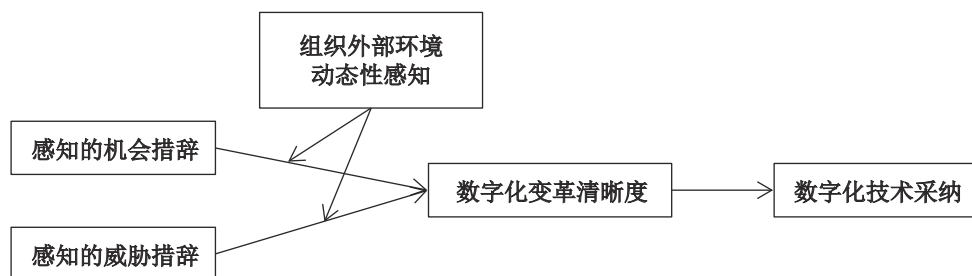 组织外部环境
动态性感知
感知的机会措辞
数字化变革清晰度
数字化技术采纳
感知的威胁措辞